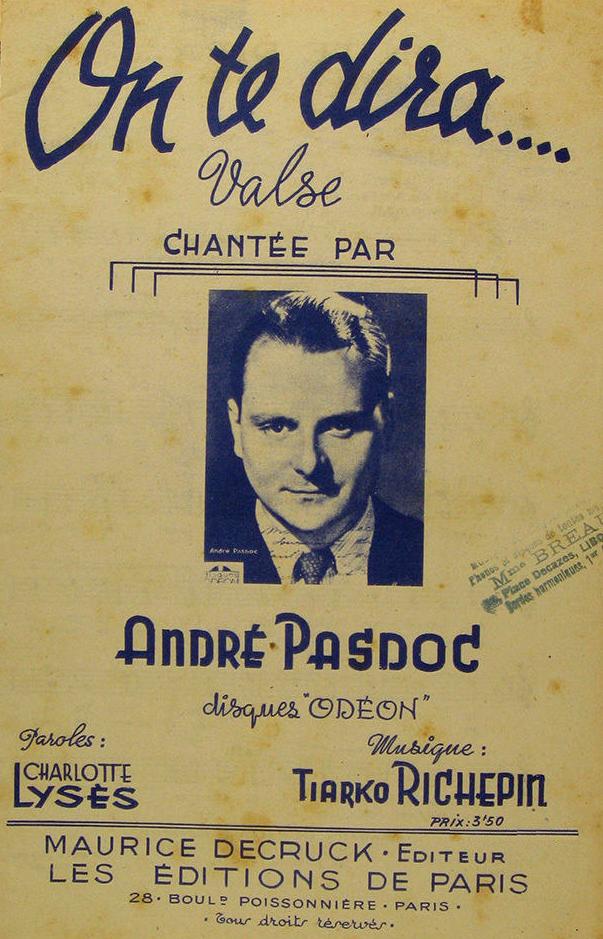 On te dira....
Valse
CHANTÉE PAR
André Pasdoc
ODÉON
Mme BREA
Place Decazes, LIBO
ANDRÉ PASDOC
disques "ODÉON"
Paroles :
CHARLOTTE
LYSÈS
Musique :
TIARKO RICHEPIN
PRIX : 3'50
MAURICE DECRUCK · EDITEUR
LES ÉDITIONS DE PARIS
28 · BOULD POISSONNIÈRE · PARIS ·
· Tous droits réservés ·